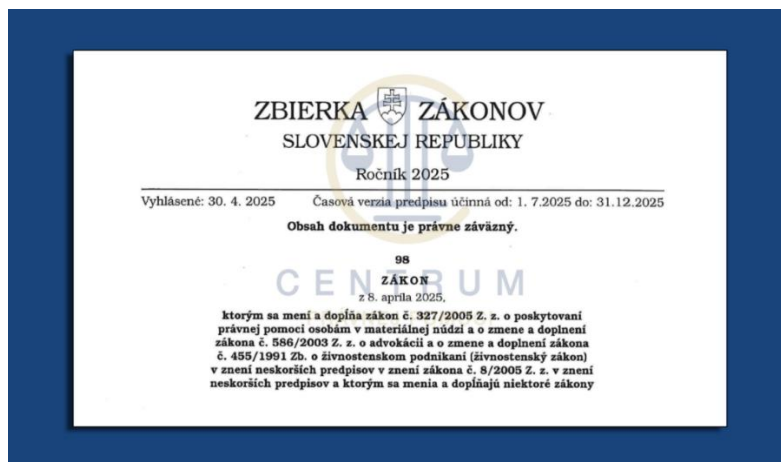 ZBIERKA ZÁKONOV
SLOVENSKEJ REPUBLIKY
Ročník 2025
Vyhlásené: 30. 4. 2025 Časová verzia predpisu účinná od: 1. 7.2025 do: 31.12.2025
Obsah dokumentu je právne záväzný.
98
CENTRUM
ZÁKON
z 8. apríla 2025,
ktorým sa mení a dopĺňa zákon č. 327/2005 Z. z. o poskytovaní
právnej pomoci osobám v materiálnej núdzi a o zmene a doplnení
zákona č. 586/2003 Z. z. o advokácii a o zmene a doplnení zákona
č. 455/1991 Zb. o živnostenskom podnikaní (živnostenský zákon)
v znení neskorších predpisov v znení zákona č. 8/2005 Z. z. v znení
neskorších predpisov a ktorým sa menia a dopĺňajú niektoré zákony